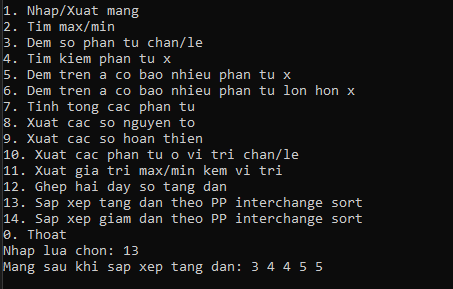 1. Nhap/Xuat mang
2. Tim max/min
3. Dem so phan tu chan/le
4. Tim kiem phan tu x
5. Dem tren a co bao nhieu phan tu x
6. Dem tren a co bao nhieu phan tu lon hon x
7. Tinh tong cac phan tu
8. Xuat cac so nguyen to
9. Xuat cac so hoan thien
10. Xuat cac phan tu o vi tri chan/le
11. Xuat gia tri max/min kem vi tri
12. Ghep hai day so tang dan
13. Sap xep tang dan theo PP interchange sort
14. Sap xep giam dan theo PP interchange sort
0. Thoat
Nhap lua chon: 13
Mang sau khi sap xep tang dan: 3 4 4 5 5